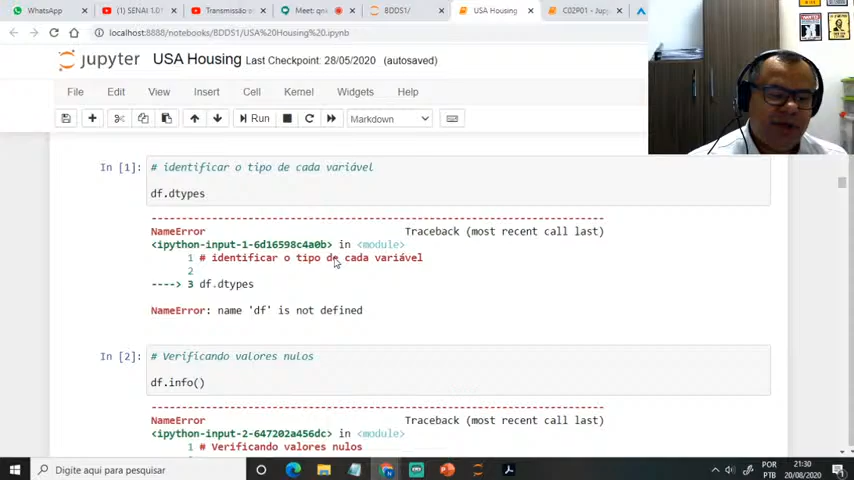 WhatsApp
(1) SENAI 1.01
Transmissão a
Meet: qn
BDDS1/
USA Housing
C02P01 - Jup
localhost:8888/notebooks/BDDS1/USA%20Housing%20.ipynb
jupyter USA Housing Last Checkpoint: 28/05/2020 (autosaved)
File Edit View Insert Cell Kernel Widgets Help
Run Markdown
In [1]: # identificar o tipo de cada variável
df.dtypes
---------------------------------------------------------------------------
NameError Traceback (most recent call last)
<ipython-input-1-6d16598c4a0b> in <module>
1 # identificar o tipo de cada variável
2
----> 3 df.dtypes
NameError: name 'df' is not defined
In [2]: # Verificando valores nulos
df.info()
---------------------------------------------------------------------------
NameError Traceback (most recent call last)
<ipython-input-2-647202a456dc> in <module>
1 # Verificando valores nulos
Digite aqui para pesquisar
POR
PTB
21:30
20/08/2020